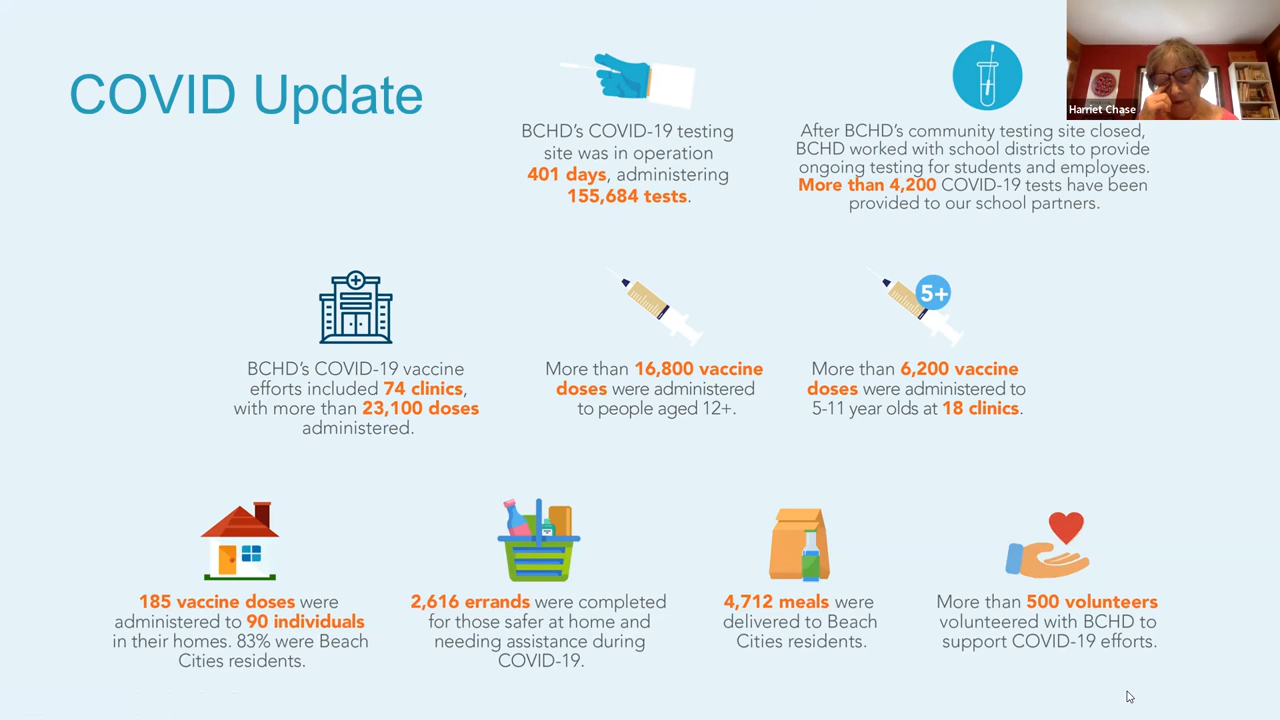 COVID Update
BCHD's COVID-19 testing
site was in operation
401 days, administering
155,684 tests.
After BCHD's community testing site closed,
BCHD worked with school districts to provide
ongoing testing for students and employees.
More than 4,200 COVID-19 tests have been
provided to our school partners.
Harriet Chase
BCHD's COVID-19 vaccine
efforts included 74 clinics,
with more than 23,100 doses
administered.
More than 16,800 vaccine
doses were administered
to people aged 12+.
5+
More than 6,200 vaccine
doses were administered to
5-11 year olds at 18 clinics.
185 vaccine doses were
administered to 90 individuals
in their homes. 83% were Beach
Cities residents.
2,616 errands were completed
for those safer at home and
needing assistance during
COVID-19.
4,712 meals were
delivered to Beach
Cities residents.
More than 500 volunteers
volunteered with BCHD to
support COVID-19 efforts.